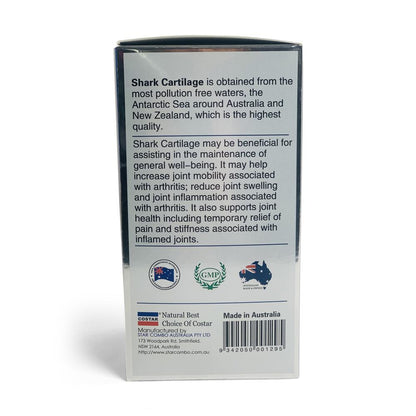 Shark Cartilage is obtained from the
most pollution free waters, the
Antarctic Sea around Australia and
New Zealand, which is the highest
quality.
Shark Cartilage may be beneficial for
assisting in the maintenance of
general well-being. It may help
increase joint mobility associated
with arthritis; reduce joint swelling
and joint inflammation associated
with arthritis. It also supports joint
health including temporary relief of
pain and stiffness associated with
inflamed joints.
GMP
COSTAR
Natural Best
Choice Of Costar
Made in Australia
Manufactured by
STAR COMBO AUSTRALIA PTY LTD
173 Woodpark Rd, Smithfield,
NSW 2164, Australia
http://www.starcombo.com.au
9 342050 001295